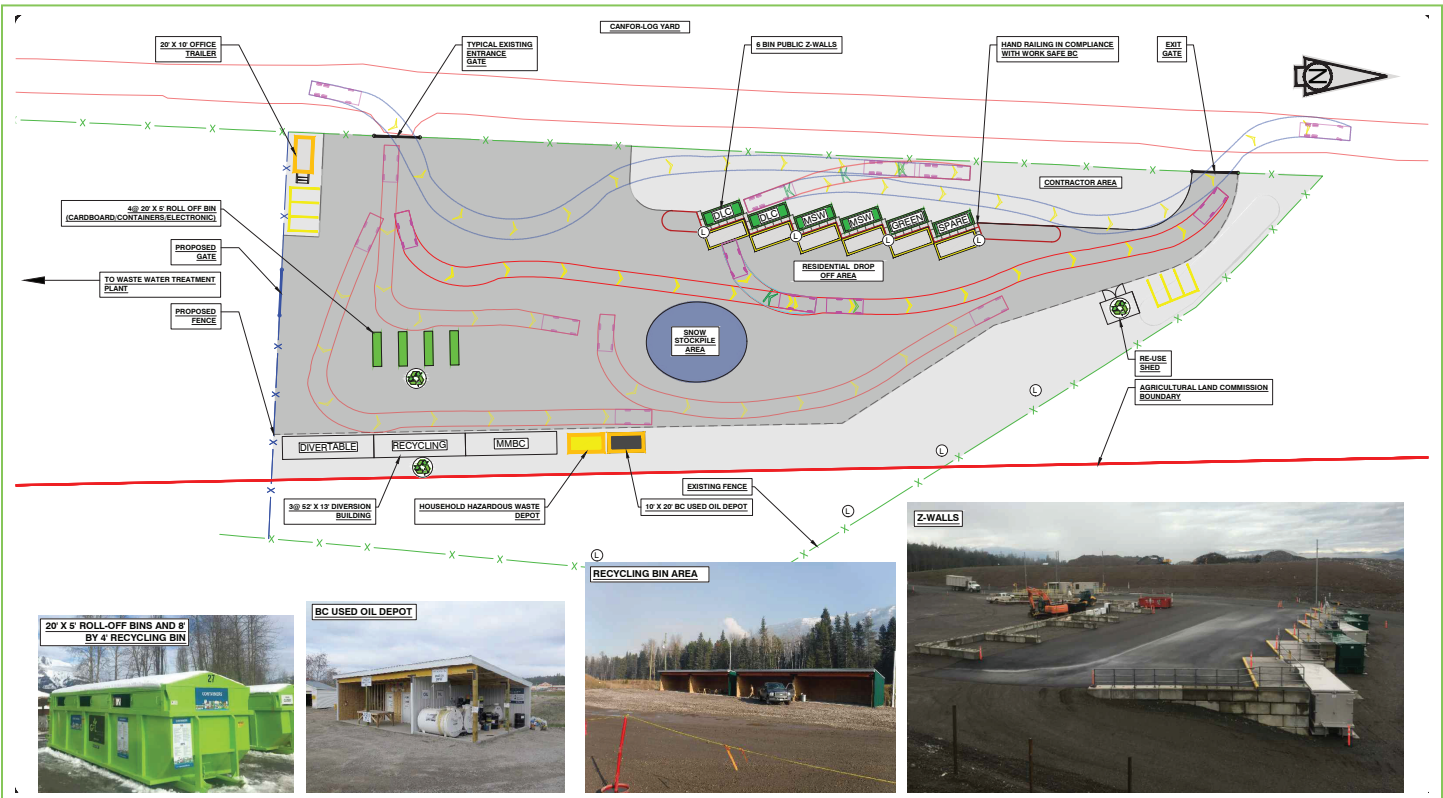 CANFOR-LOG YARD
20' X 10' OFFICE
TRAILER
TYPICAL EXISTING
ENTRANCE
GATE
6 BIN PUBLIC Z-WALLS
HAND RAILING IN COMPLIANCE
WITH WORK SAFE BC
EXIT
GATE
N
CONTRACTOR AREA
4@ 20' X 5' ROLL OFF BIN
(CARDBOARD/CONTAINERS/ELECTRONIC)
DLC
DLC
MSW
MSW
GREEN
SPARE
L
L
L
L
PROPOSED
GATE
RESIDENTIAL DROP
OFF AREA
TO WASTE WATER TREATMENT
PLANT
PROPOSED
FENCE
SNOW
STOCKPILE
AREA
RE-USE
SHED
AGRICULTURAL LAND COMMISSION
BOUNDARY
L
L
L
L
DIVERTABLE
RECYCLING
MMBC
EXISTING FENCE
3@ 52' X 13' DIVERSION
BUILDING
HOUSEHOLD HAZARDOUS WASTE
DEPOT
10' X 20' BC USED OIL DEPOT
Z-WALLS
RECYCLING BIN AREA
BC USED OIL DEPOT
20' X 5' ROLL-OFF BINS AND 8'
BY 4' RECYCLING BIN
27